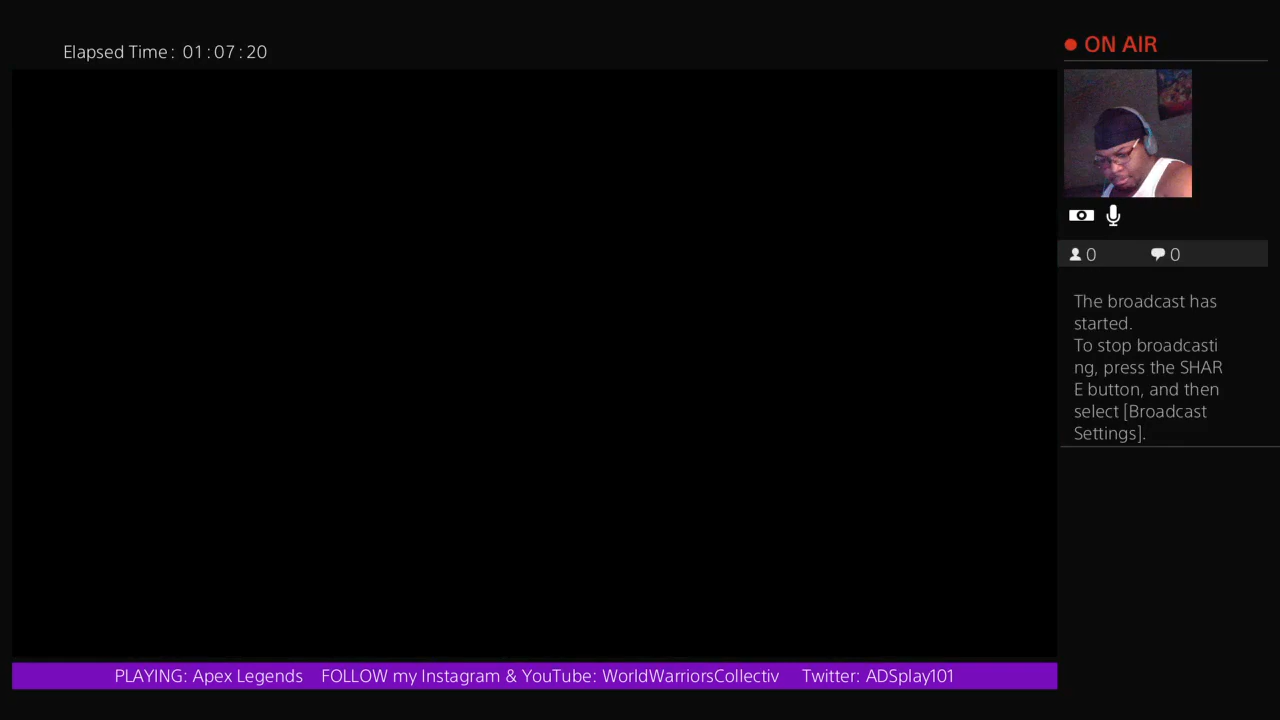 Elapsed Time: 01:07:20
ON AIR
0 0
The broadcast has
started.
To stop broadcasti
ng, press the SHAR
E button, and then
select [Broadcast
Settings].
PLAYING: Apex Legends FOLLOW my Instagram & YouTube: WorldWarriorsCollectiv Twitter: ADSplay101